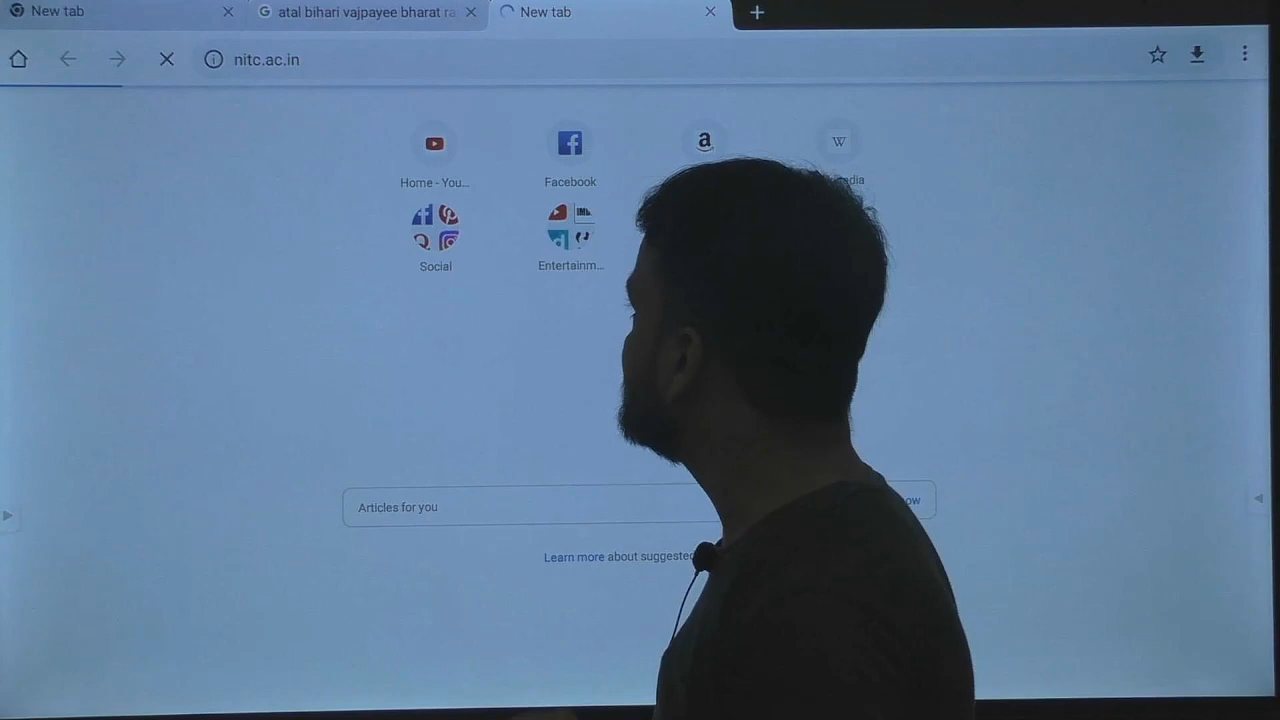 New tab
atal bihari vajpayee bharat ra
New tab
nitc.ac.in
Home - You...
Facebook
Social
Entertainm...
Articles for you
Learn more about suggested